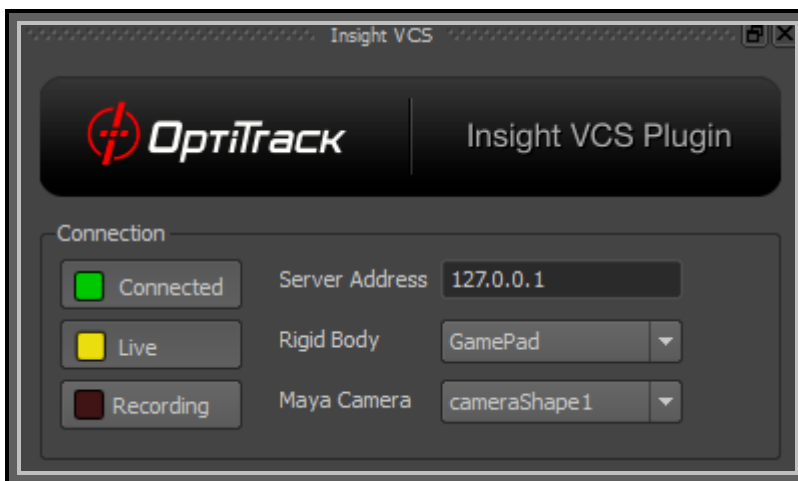 Insight VCS
OptiTrack
Insight VCS Plugin
Connection
Connected
Server Address
127.0.0.1
Live
Rigid Body
GamePad
Recording
Maya Camera
cameraShape1